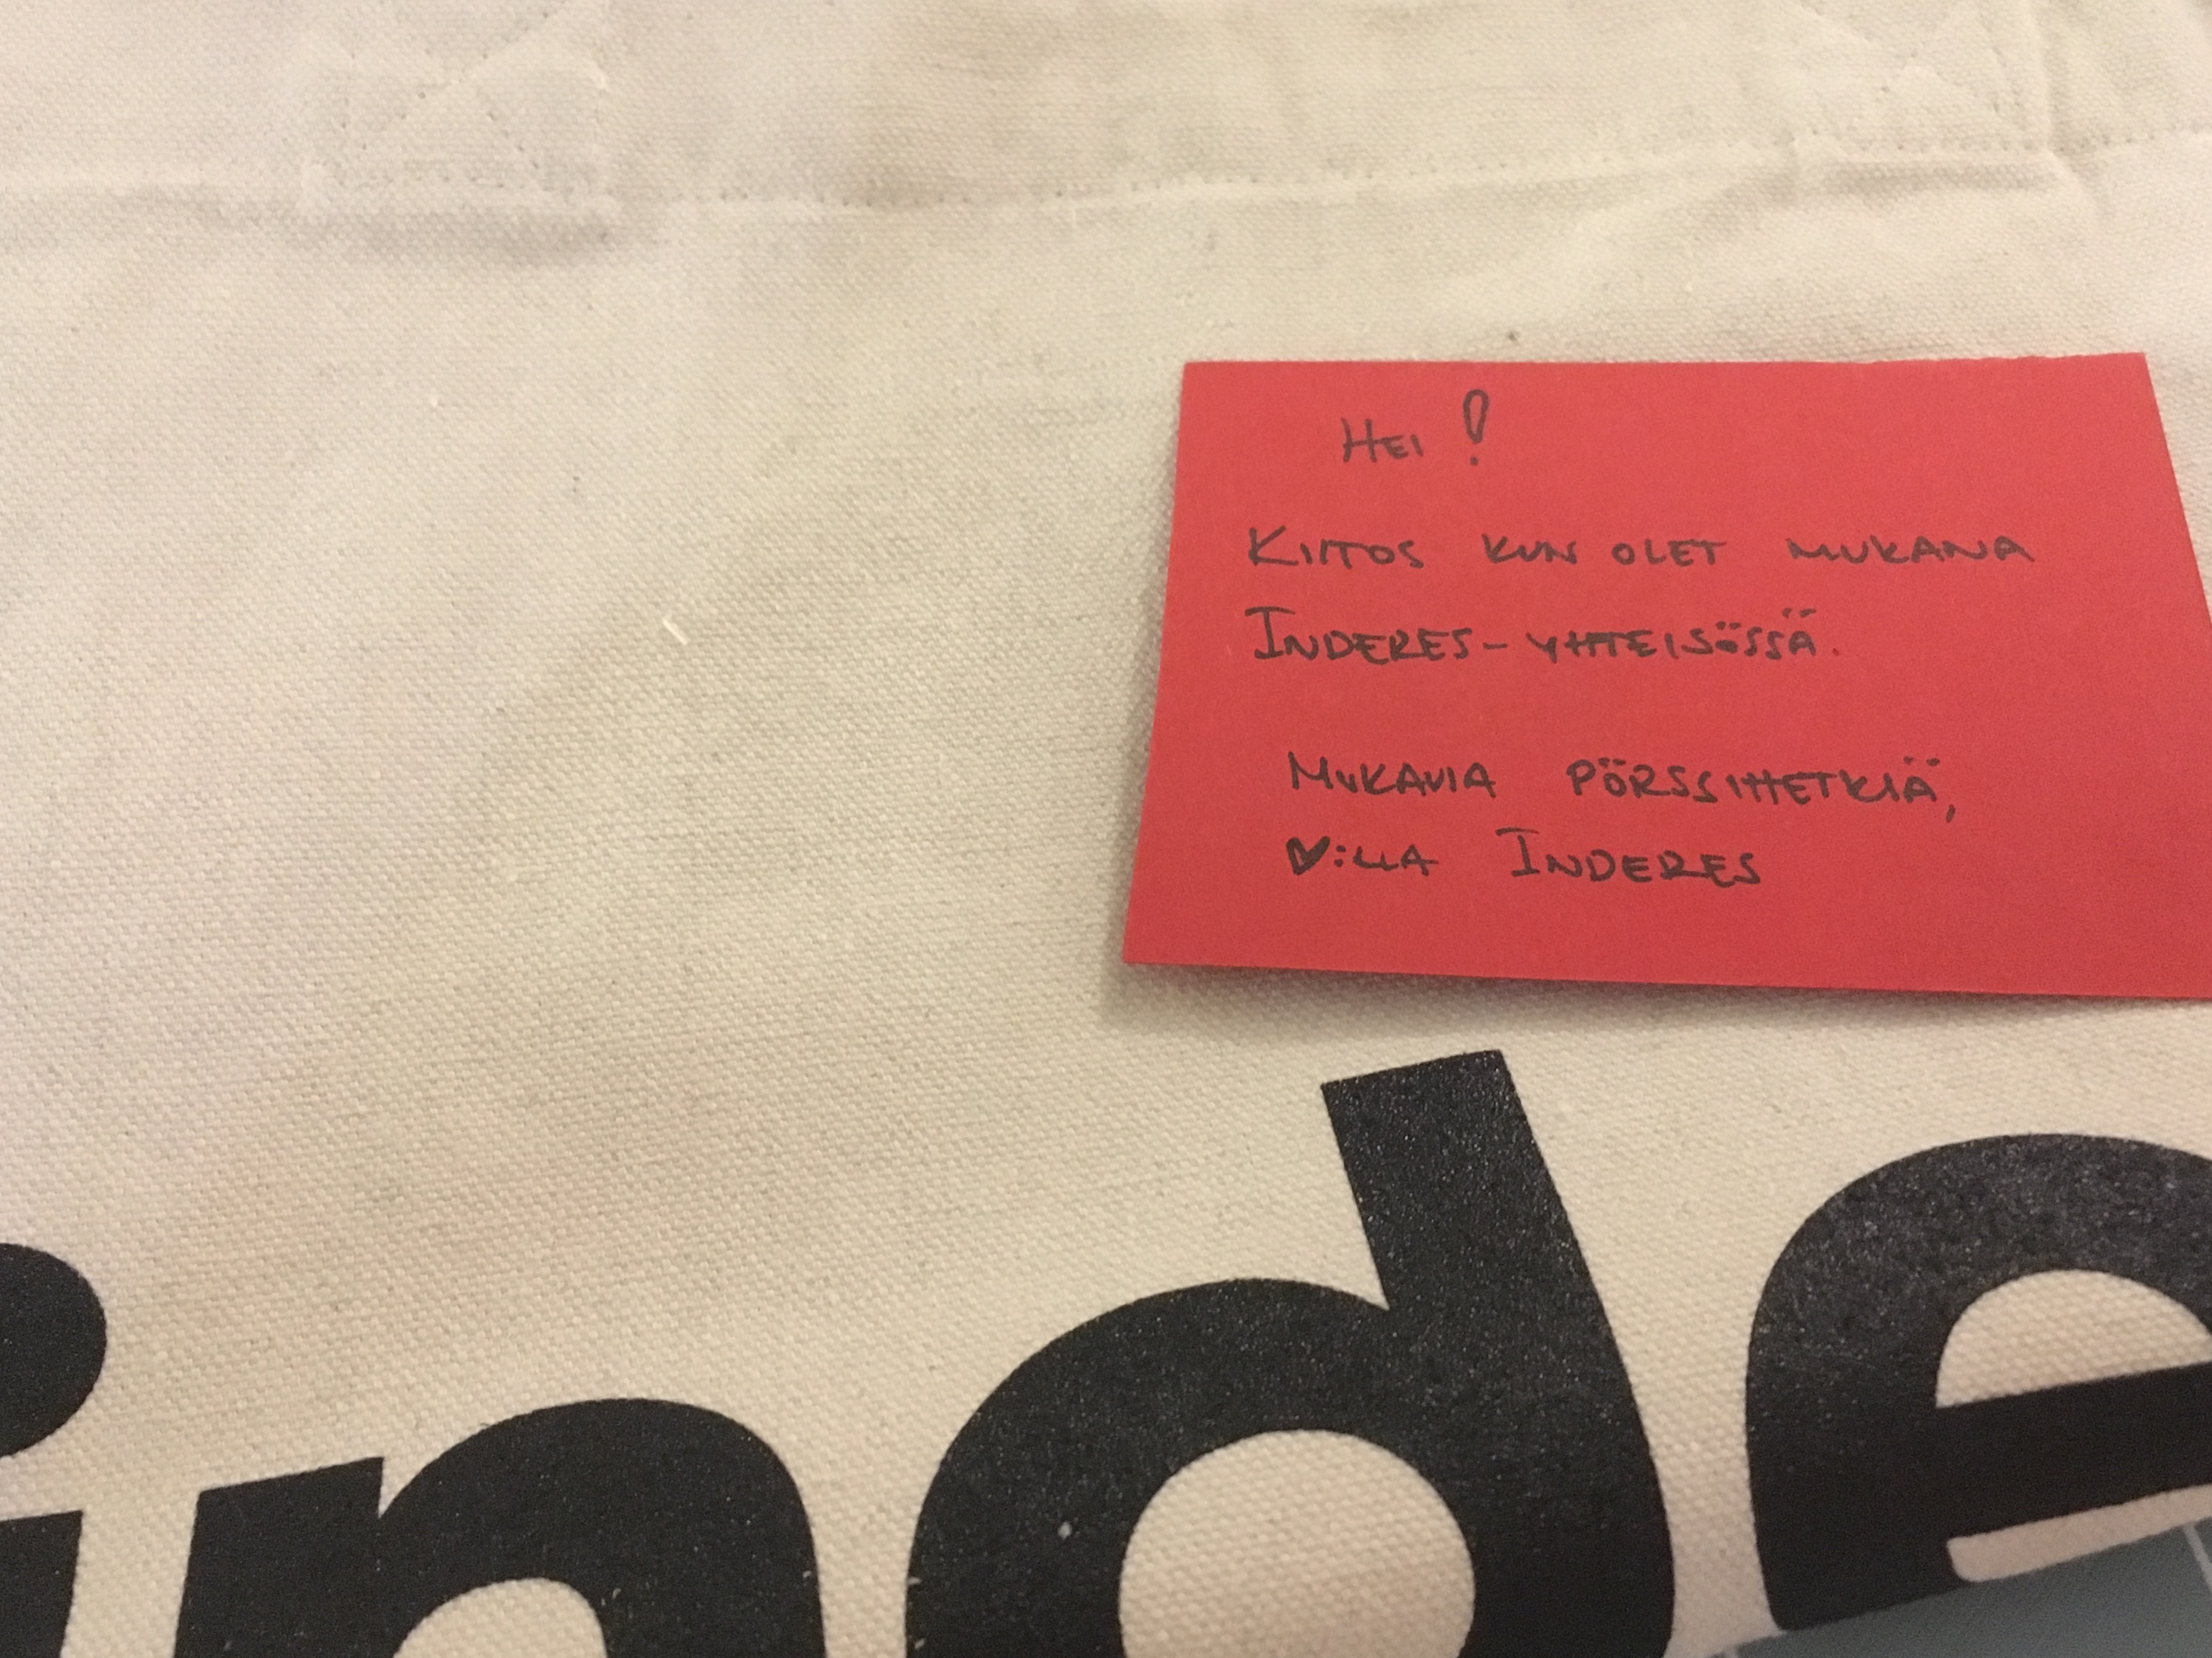 Hei!
Kiitos kun olet mukana
Inderes-yhteisössä.
Mukavia pörssihetkiä,
♥:lla Inderes
inde